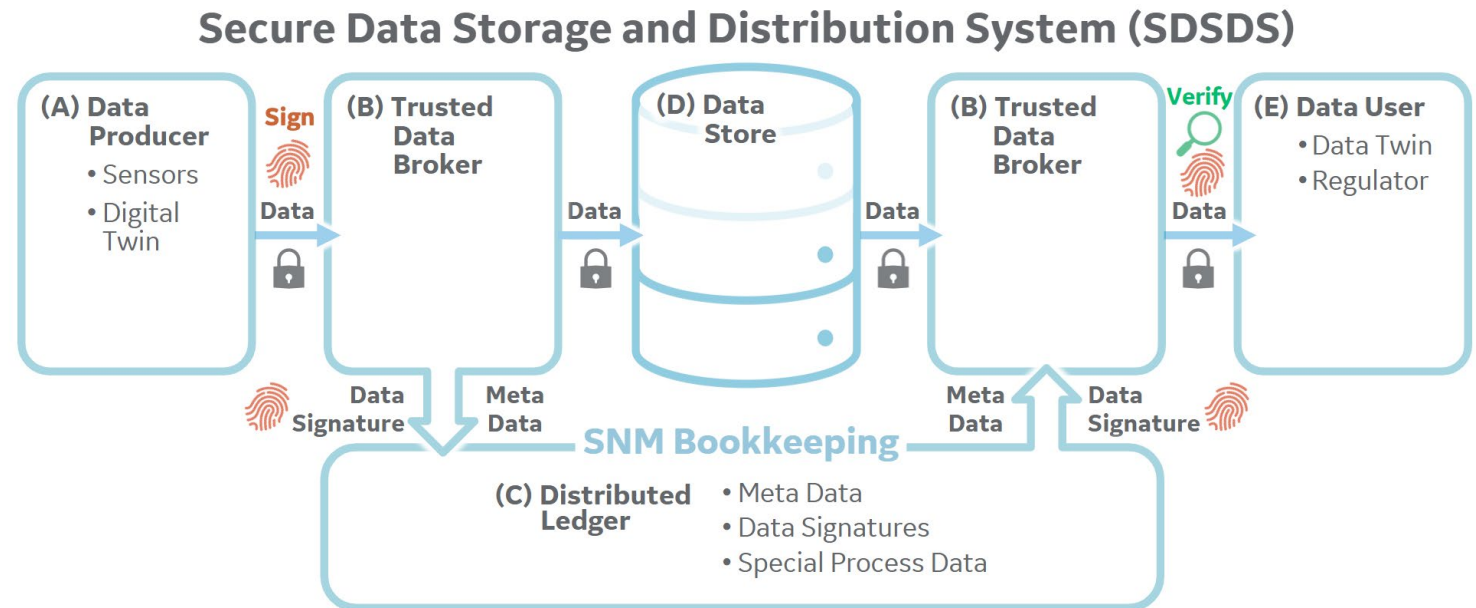 Secure Data Storage and Distribution System (SDSDS)
(A) Data
Producer
• Sensors
• Digital
Twin
Sign
Data
(B) Trusted
Data
Broker
Data
(D) Data
Store
Data
(B) Trusted
Data
Broker
Verify
Data
(E) Data User
• Data Twin
• Regulator
Data
Signature
Meta
Data
Meta
Data
Data
Signature
SNM Bookkeeping
(C) Distributed
Ledger
• Meta Data
• Data Signatures
• Special Process Data